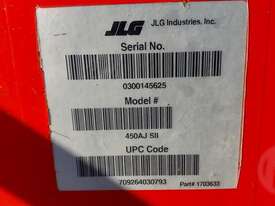 JLG JLG Industries, Inc.
Serial No.
0300145625
Model #
450AJ SII
UPC Code
709264030793 Part# 1703633